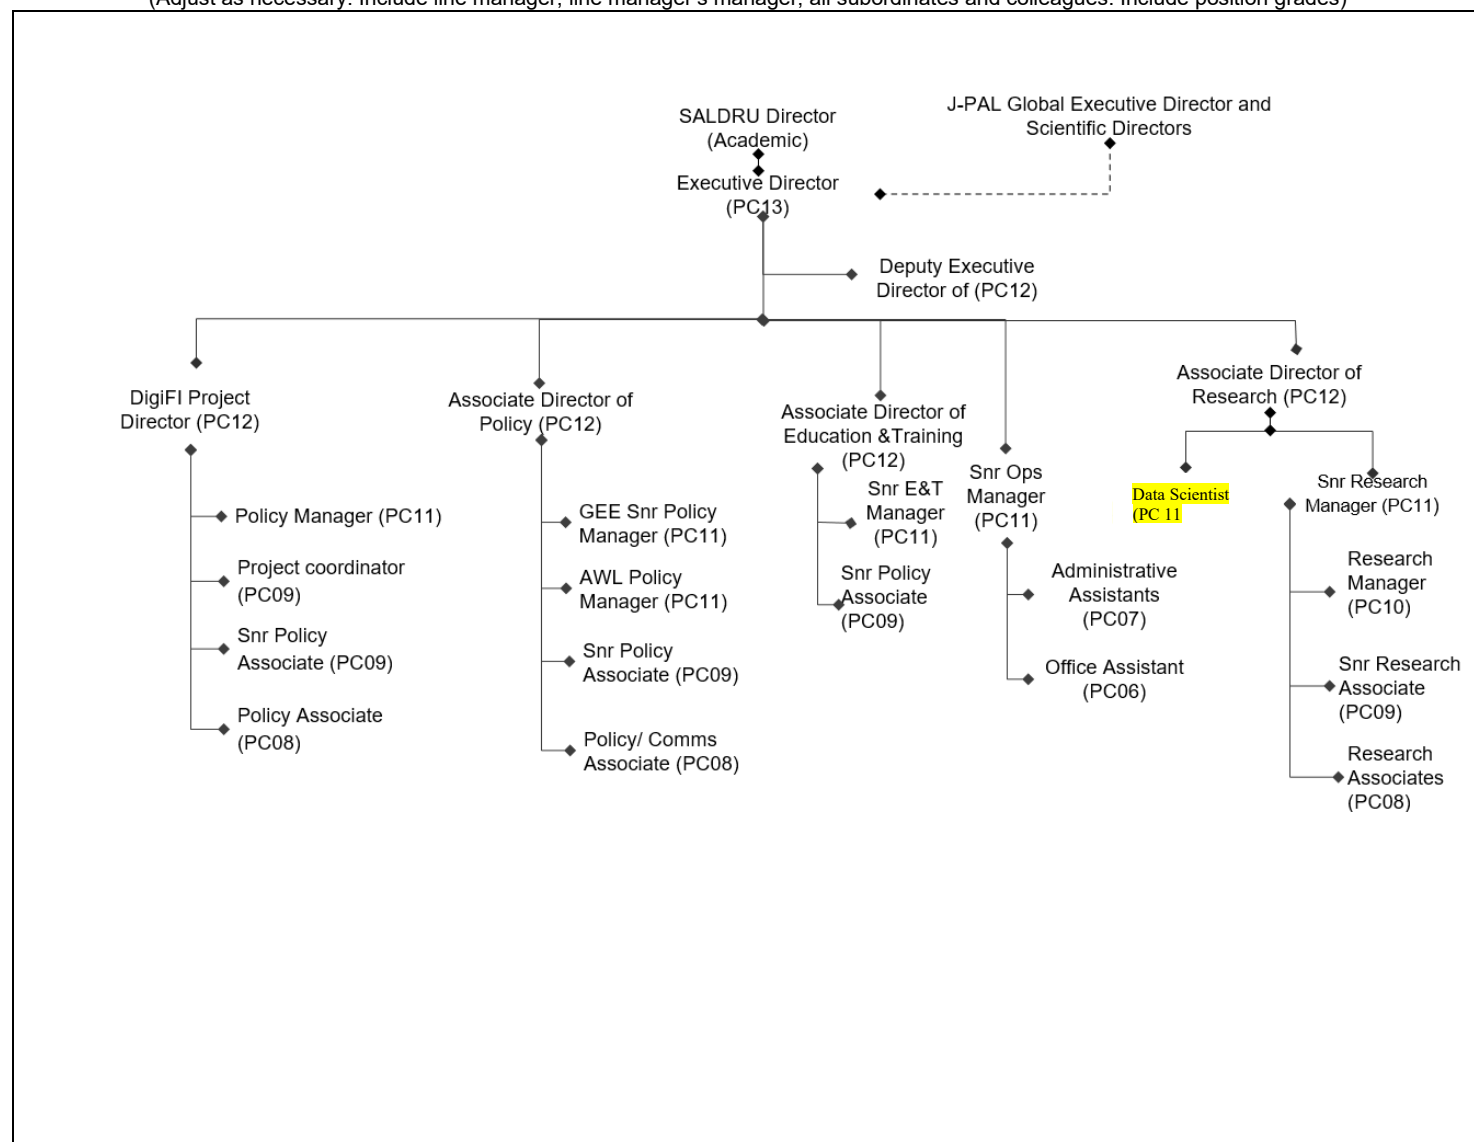 (Adjust as necessary. Include line manager, line manager's manager, all subordinates and colleagues. Include position grades)
SALDRU Director
(Academic)
J-PAL Global Executive Director and
Scientific Directors
Executive Director
(PC13)
Deputy Executive
Director of (PC12)
DigiFI Project
Director (PC12)
Policy Manager (PC11)
Project coordinator
(PC09)
Snr Policy
Associate (PC09)
Policy Associate
(PC08)
Associate Director of
Policy (PC12)
GEE Snr Policy
Manager (PC11)
AWL Policy
Manager (PC11)
Snr Policy
Associate (PC09)
Policy/ Comms
Associate (PC08)
Associate Director of
Education &Training
(PC12)
Snr E&T
Manager
(PC11)
Snr Policy
Associate
(PC09)
Snr Ops
Manager
(PC11)
Administrative
Assistants
(PC07)
Office Assistant
(PC06)
Associate Director of
Research (PC12)
Data Scientist
(PC 11
Snr Research
Manager (PC11)
Research
Manager
(PC10)
Snr Research
Associate
(PC09)
Research
Associates
(PC08)